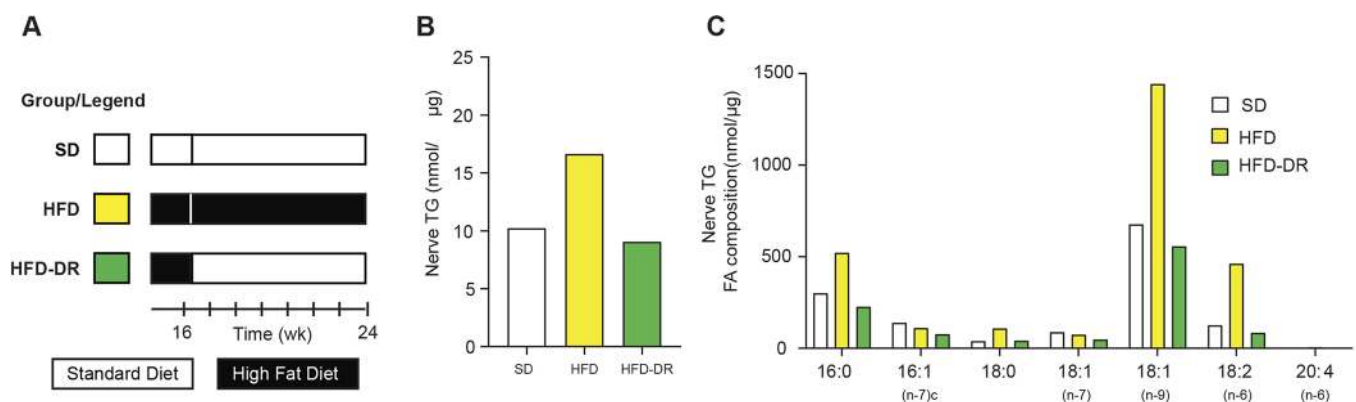 A
Group/Legend
SD
HFD
HFD-DR
16
Time (wk)
24
Standard Diet
High Fat Diet
B
Nerve TG (nmol/ µg)
25
20
15
10
5
0
SD
HFD
HFD-DR
C
Nerve TG
FA composition(nmol/µg)
1500
1000
500
0
SD
HFD
HFD-DR
16:0
16:1
18:0
18:1
18:1
18:2
20:4
(n-7)c
(n-7)
(n-9)
(n-6)
(n-6)